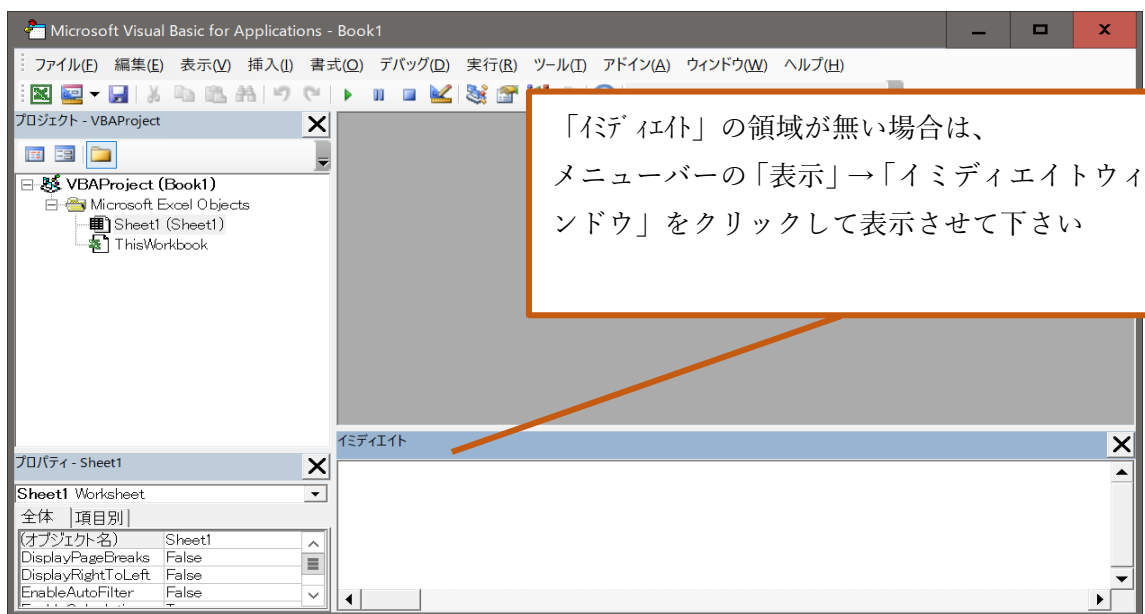 Microsoft Visual Basic for Applications - Book1
ファイル(F) 編集(E) 表示(V) 挿入(I) 書式(O) デバッグ(D) 実行(R) ツール(T) アドイン(A) ウィンドウ(W) ヘルプ(H)
プロジェクト - VBAProject
VBAProject (Book1)
Microsoft Excel Objects
Sheet1 (Sheet1)
ThisWorkbook
「ｲﾐﾃﾞｨｴｲﾄ」の領域が無い場合は、
メニューバーの「表示」→「イミディエイトウィ
ンドウ」をクリックして表示させて下さい
イミディエイト
プロパティ - Sheet1
Sheet1 Worksheet
全体 項目別
(オブジェクト名) Sheet1
DisplayPageBreaks False
DisplayRightToLeft False
EnableAutoFilter False